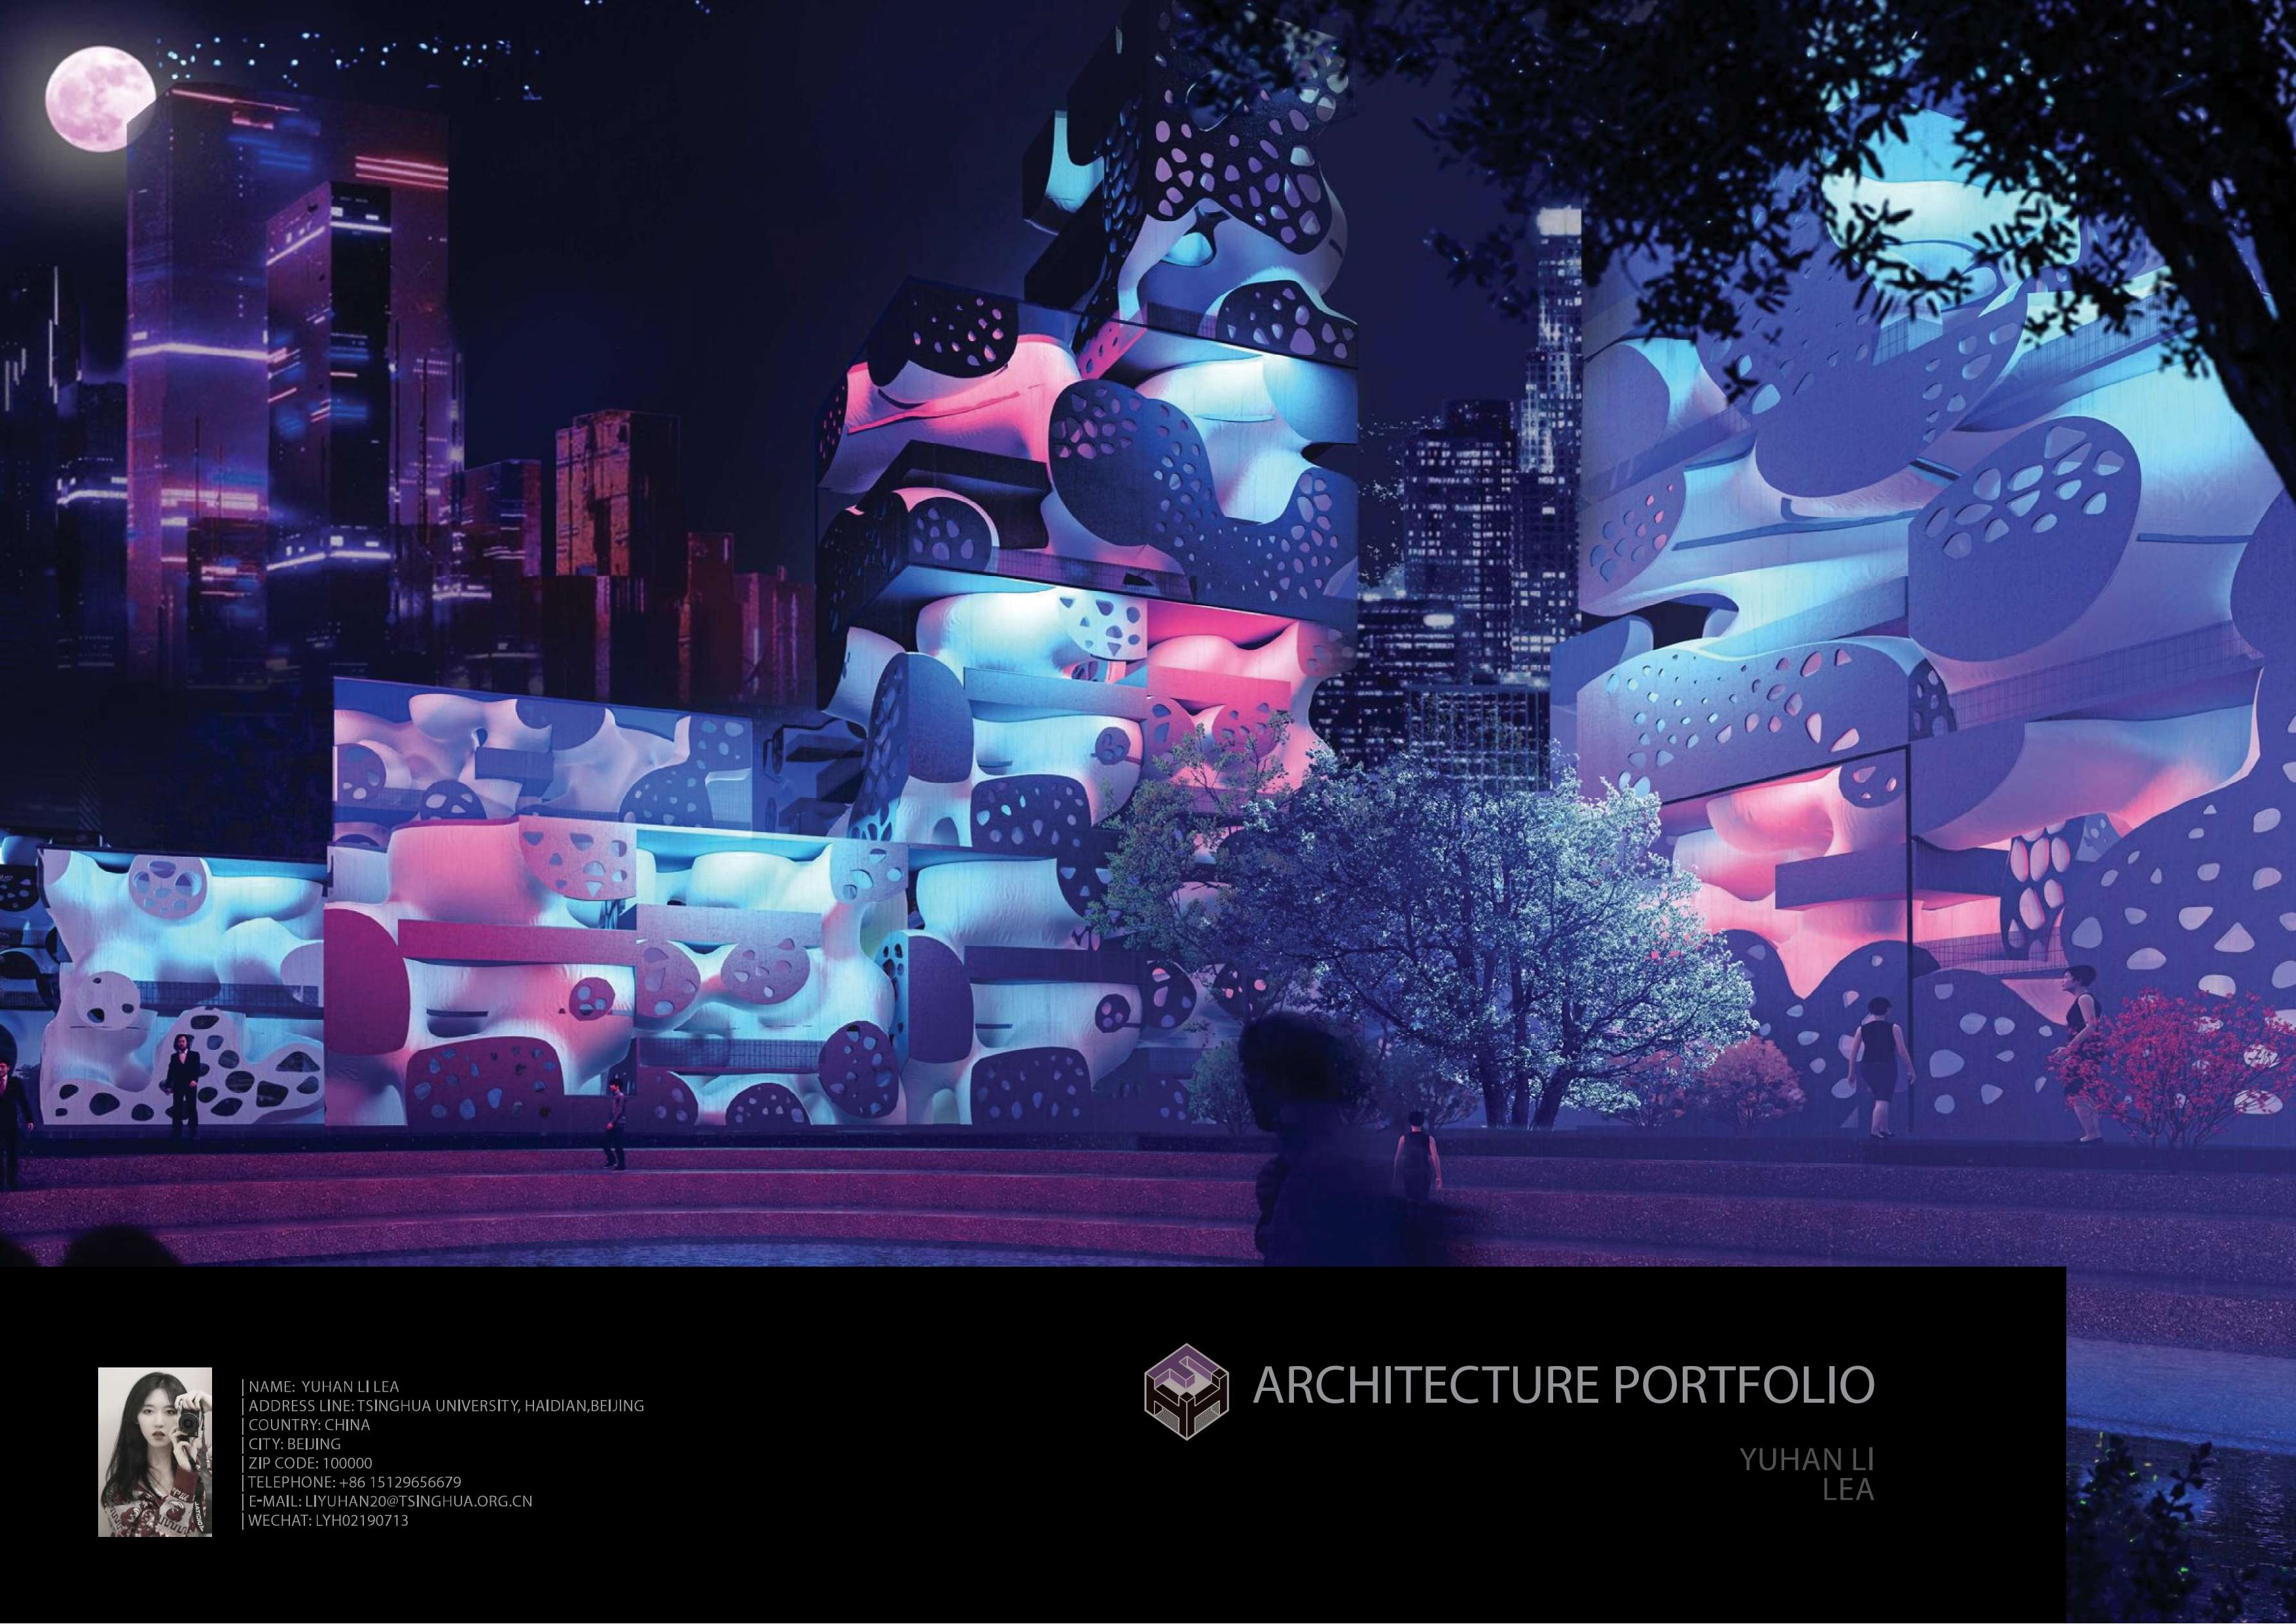 NAME: YUHAN LI LEA
ADDRESS LINE: TSINGHUA UNIVERSITY, HAIDIAN,BEIJING
COUNTRY: CHINA
CITY: BEIJING
ZIP CODE: 100000
TELEPHONE: +86 15129656679
E-MAIL: LIYUHAN20@TSINGHUA.ORG.CN
WECHAT: LYH02190713
ARCHITECTURE PORTFOLIO
YUHAN LI
LEA